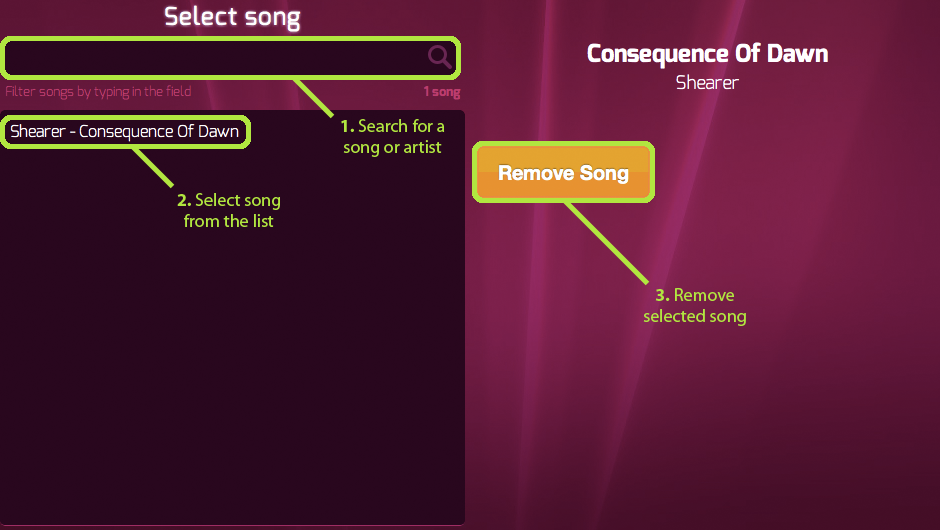 Select song
Filter songs by typing in the field
1 song
Shearer - Consequence Of Dawn
1. Search for a
song or artist
2. Select song
from the list
Consequence Of Dawn
Shearer
Remove Song
3. Remove
selected song